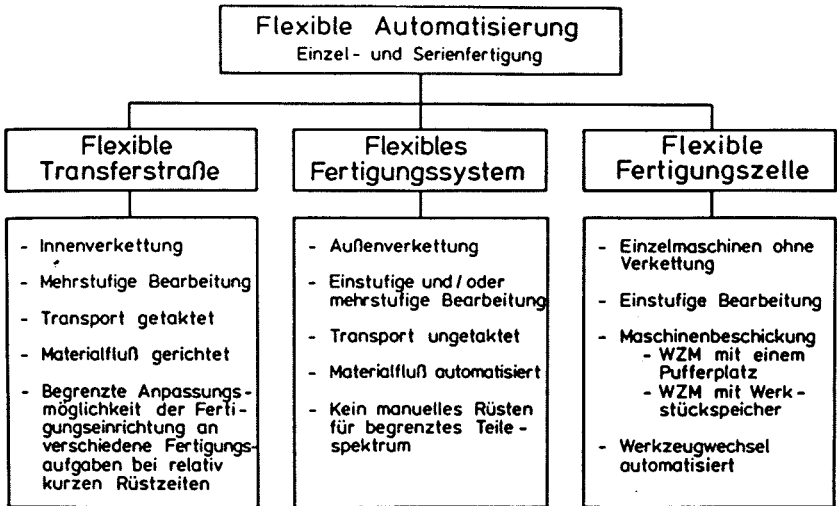 Flexible Automatisierung
Einzel- und Serienfertigung
Flexible
Transferstraße
- Innenverkettung
- Mehrstufige Bearbeitung
- Transport getaktet
- Materialfluß gerichtet
- Begrenzte Anpassungs-
möglichkeit der Ferti-
gungseinrichtung an
verschiedene Fertigungs-
aufgaben bei relativ
kurzen Rüstzeiten
Flexibles
Fertigungssystem
- Außenverkettung
- Einstufige und/oder
mehrstufige Bearbeitung
- Transport ungetaktet
- Materialfluß automatisiert
- Kein manuelles Rüsten
für begrenztes Teile-
spektrum
Flexible
Fertigungszelle
- Einzelmaschinen ohne
Verkettung
- Einstufige Bearbeitung
- Maschinenbeschickung
- WZM mit einem
Pufferplatz
- WZM mit Werk-
stückspeicher
- Werkzeugwechsel
automatisiert